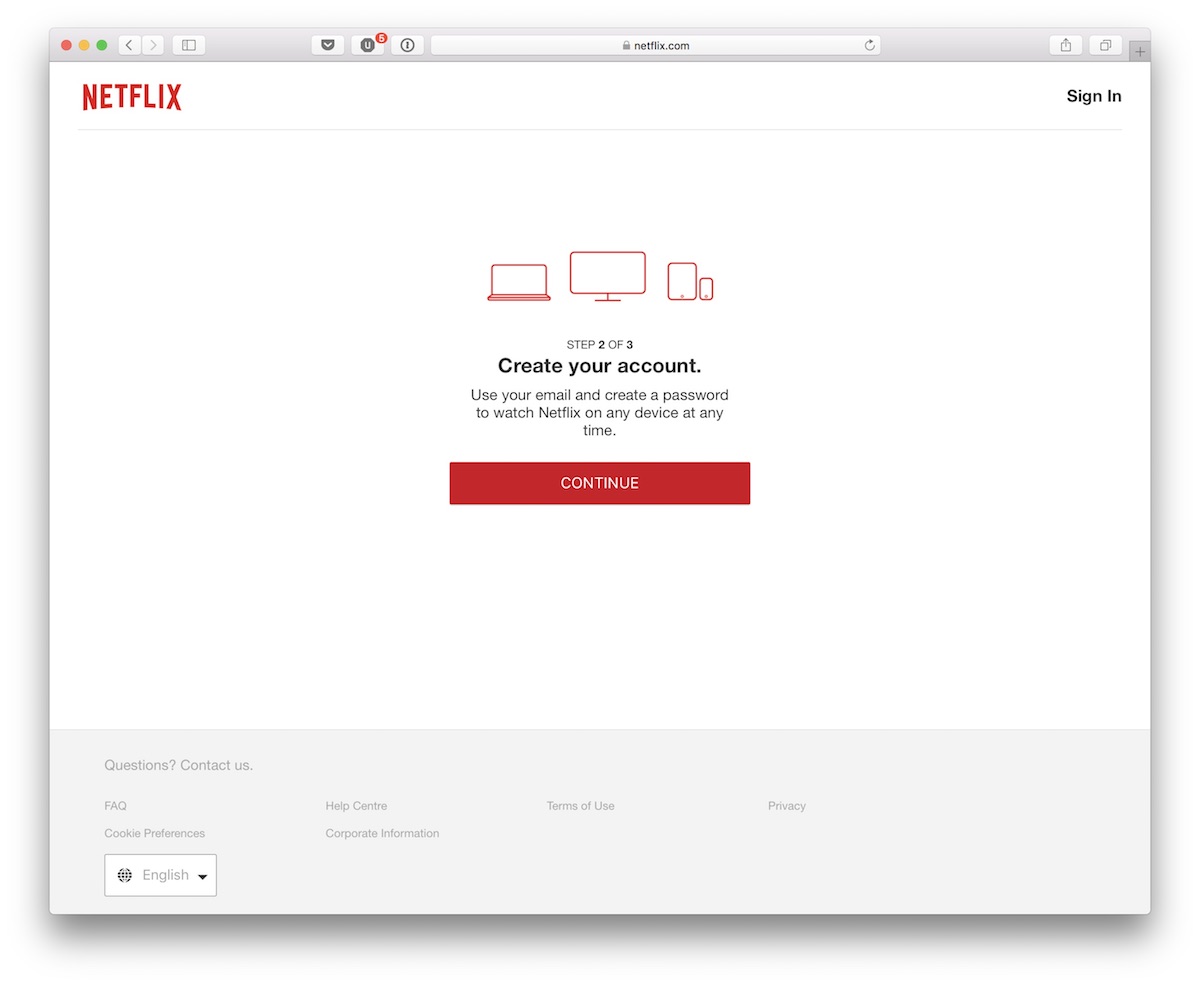 5
netflix.com
NETFLIX
Sign In
STEP 2 OF 3
Create your account.
Use your email and create a password
to watch Netflix on any device at any
time.
CONTINUE
Questions? Contact us.
FAQ
Help Centre
Terms of Use
Privacy
Cookie Preferences
Corporate Information
English